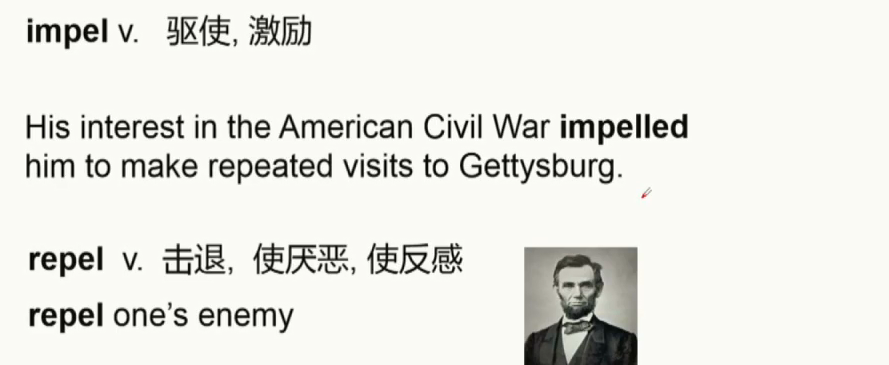 impel v. 驱使, 激励
His interest in the American Civil War impelled
him to make repeated visits to Gettysburg.
repel v. 击退, 使厌恶, 使反感
repel one's enemy